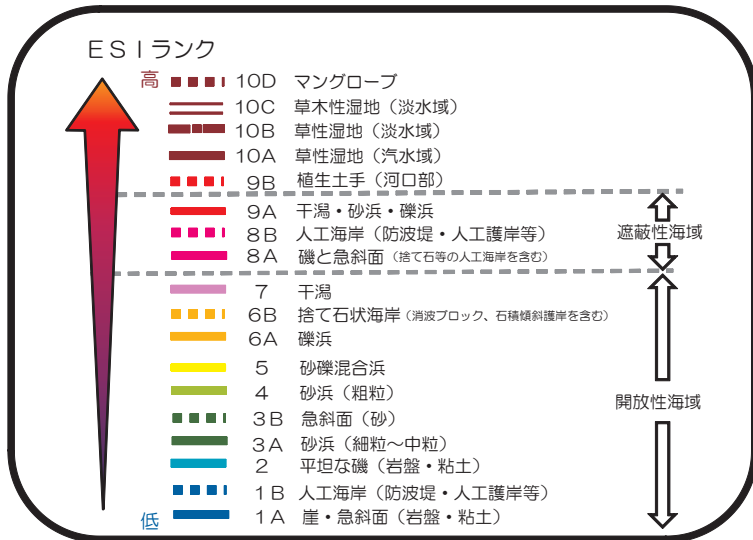 ESIランク
高 10D マングローブ
10C 草木性湿地（淡水域）
10B 草性湿地（淡水域）
10A 草性湿地（汽水域）
9B 植生土手（河口部）
9A 干潟・砂浜・礫浜
8B 人工海岸（防波堤・人工護岸等）
遮蔽性海域
8A 磯と急斜面（捨て石等の人工海岸を含む）
7 干潟
6B 捨て石状海岸（消波ブロック、石積傾斜護岸を含む）
6A 礫浜
5 砂礫混合浜
4 砂浜（粗粒）
開放性海域
3B 急斜面（砂）
3A 砂浜（細粒～中粒）
2 平坦な磯（岩盤・粘土）
1B 人工海岸（防波堤・人工護岸等）
低 1A 崖・急斜面（岩盤・粘土）